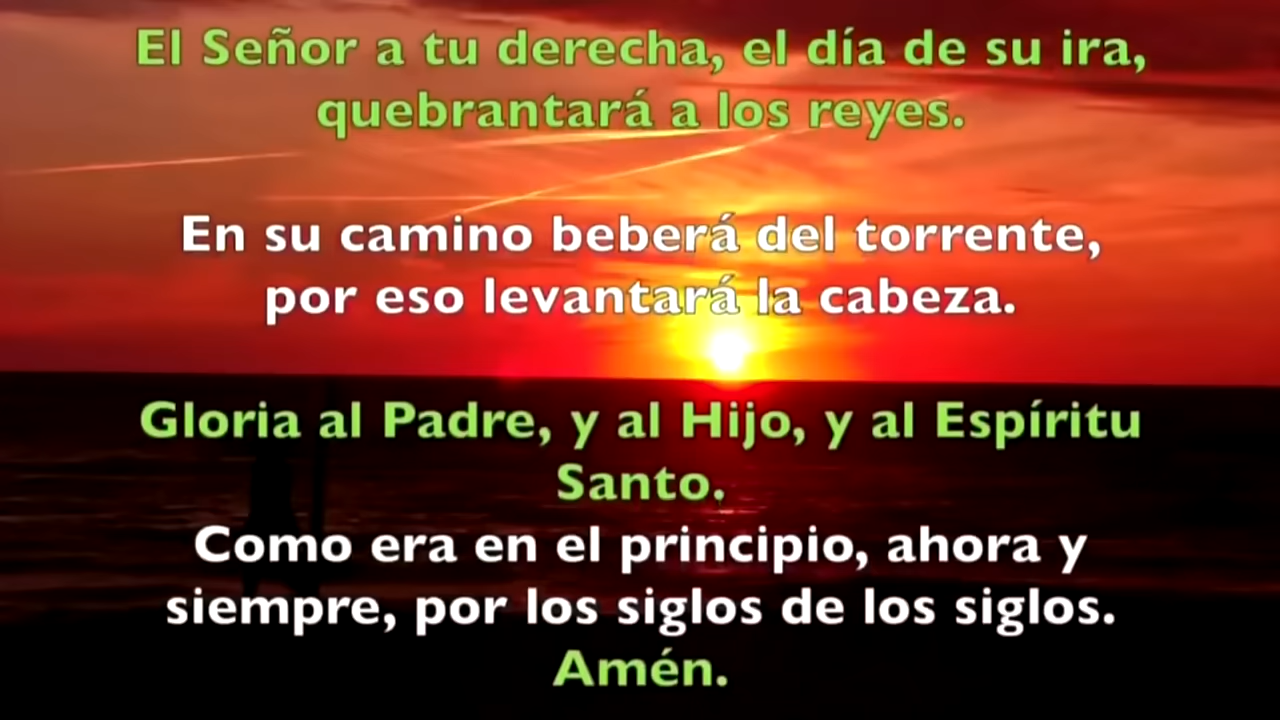 El Señor a tu derecha, el día de su ira,
quebrantará a los reyes.
En su camino beberá del torrente,
por eso levantará la cabeza.
Gloria al Padre, y al Hijo, y al Espíritu
Santo.
Como era en el principio, ahora y
siempre, por los siglos de los siglos.
Amén.